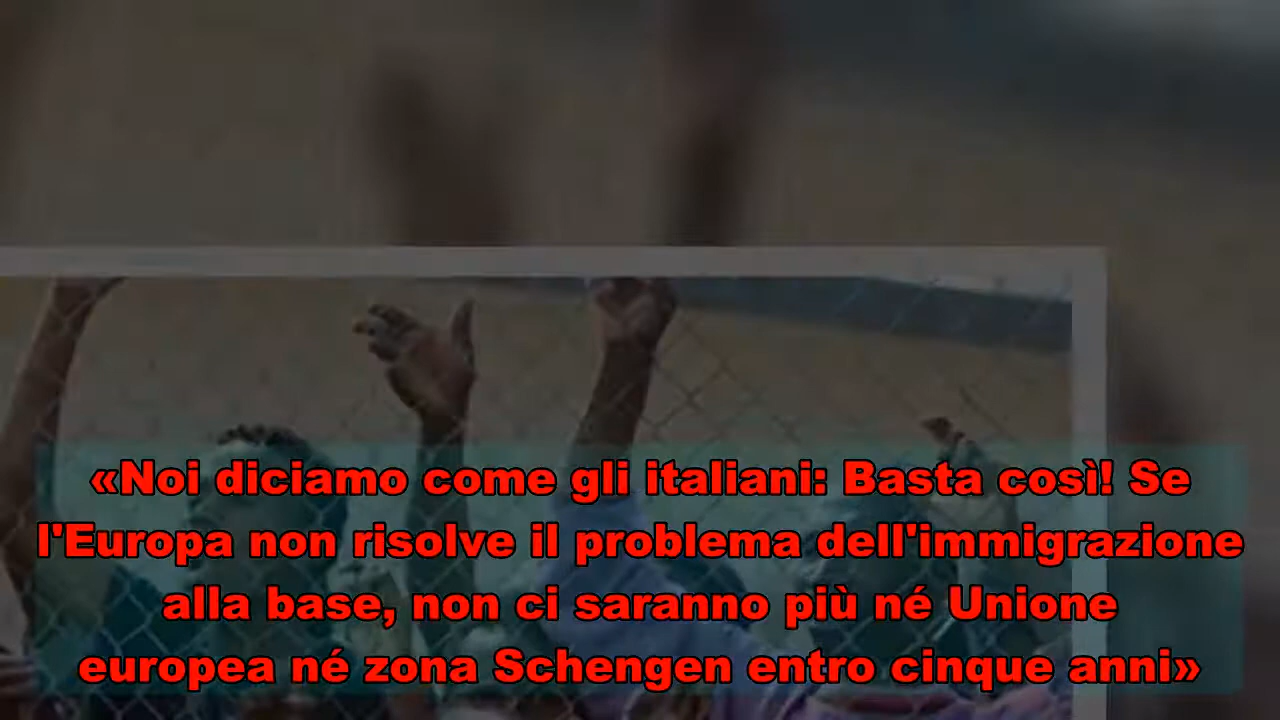 «Noi diciamo come gli italiani: Basta così! Se
l'Europa non risolve il problema dell'immigrazione
alla base, non ci saranno più né Unione
europea né zona Schengen entro cinque anni»